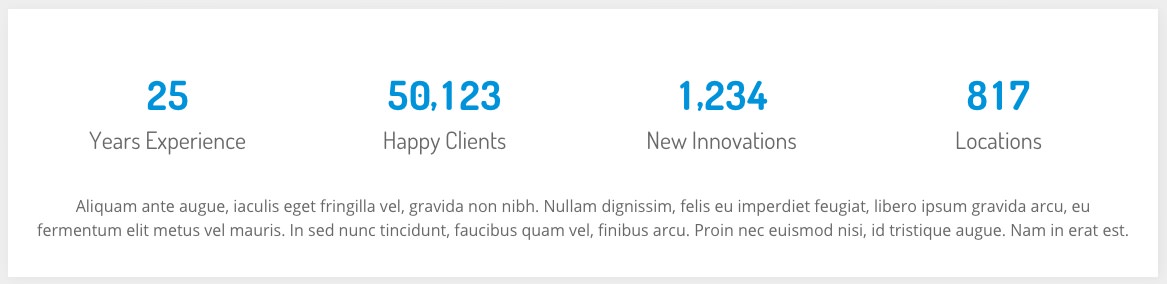 25 50,123 1,234 817
Years Experience Happy Clients New Innovations Locations
Aliquam ante augue, iaculis eget fringilla vel, gravida non nibh. Nullam dignissim, felis eu imperdiet feugiat, libero ipsum gravida arcu, eu
fermentum elit metus vel mauris. In sed nunc tincidunt, faucibus quam vel, finibus arcu. Proin nec euismod nisi, id tristique augue. Nam in erat est.